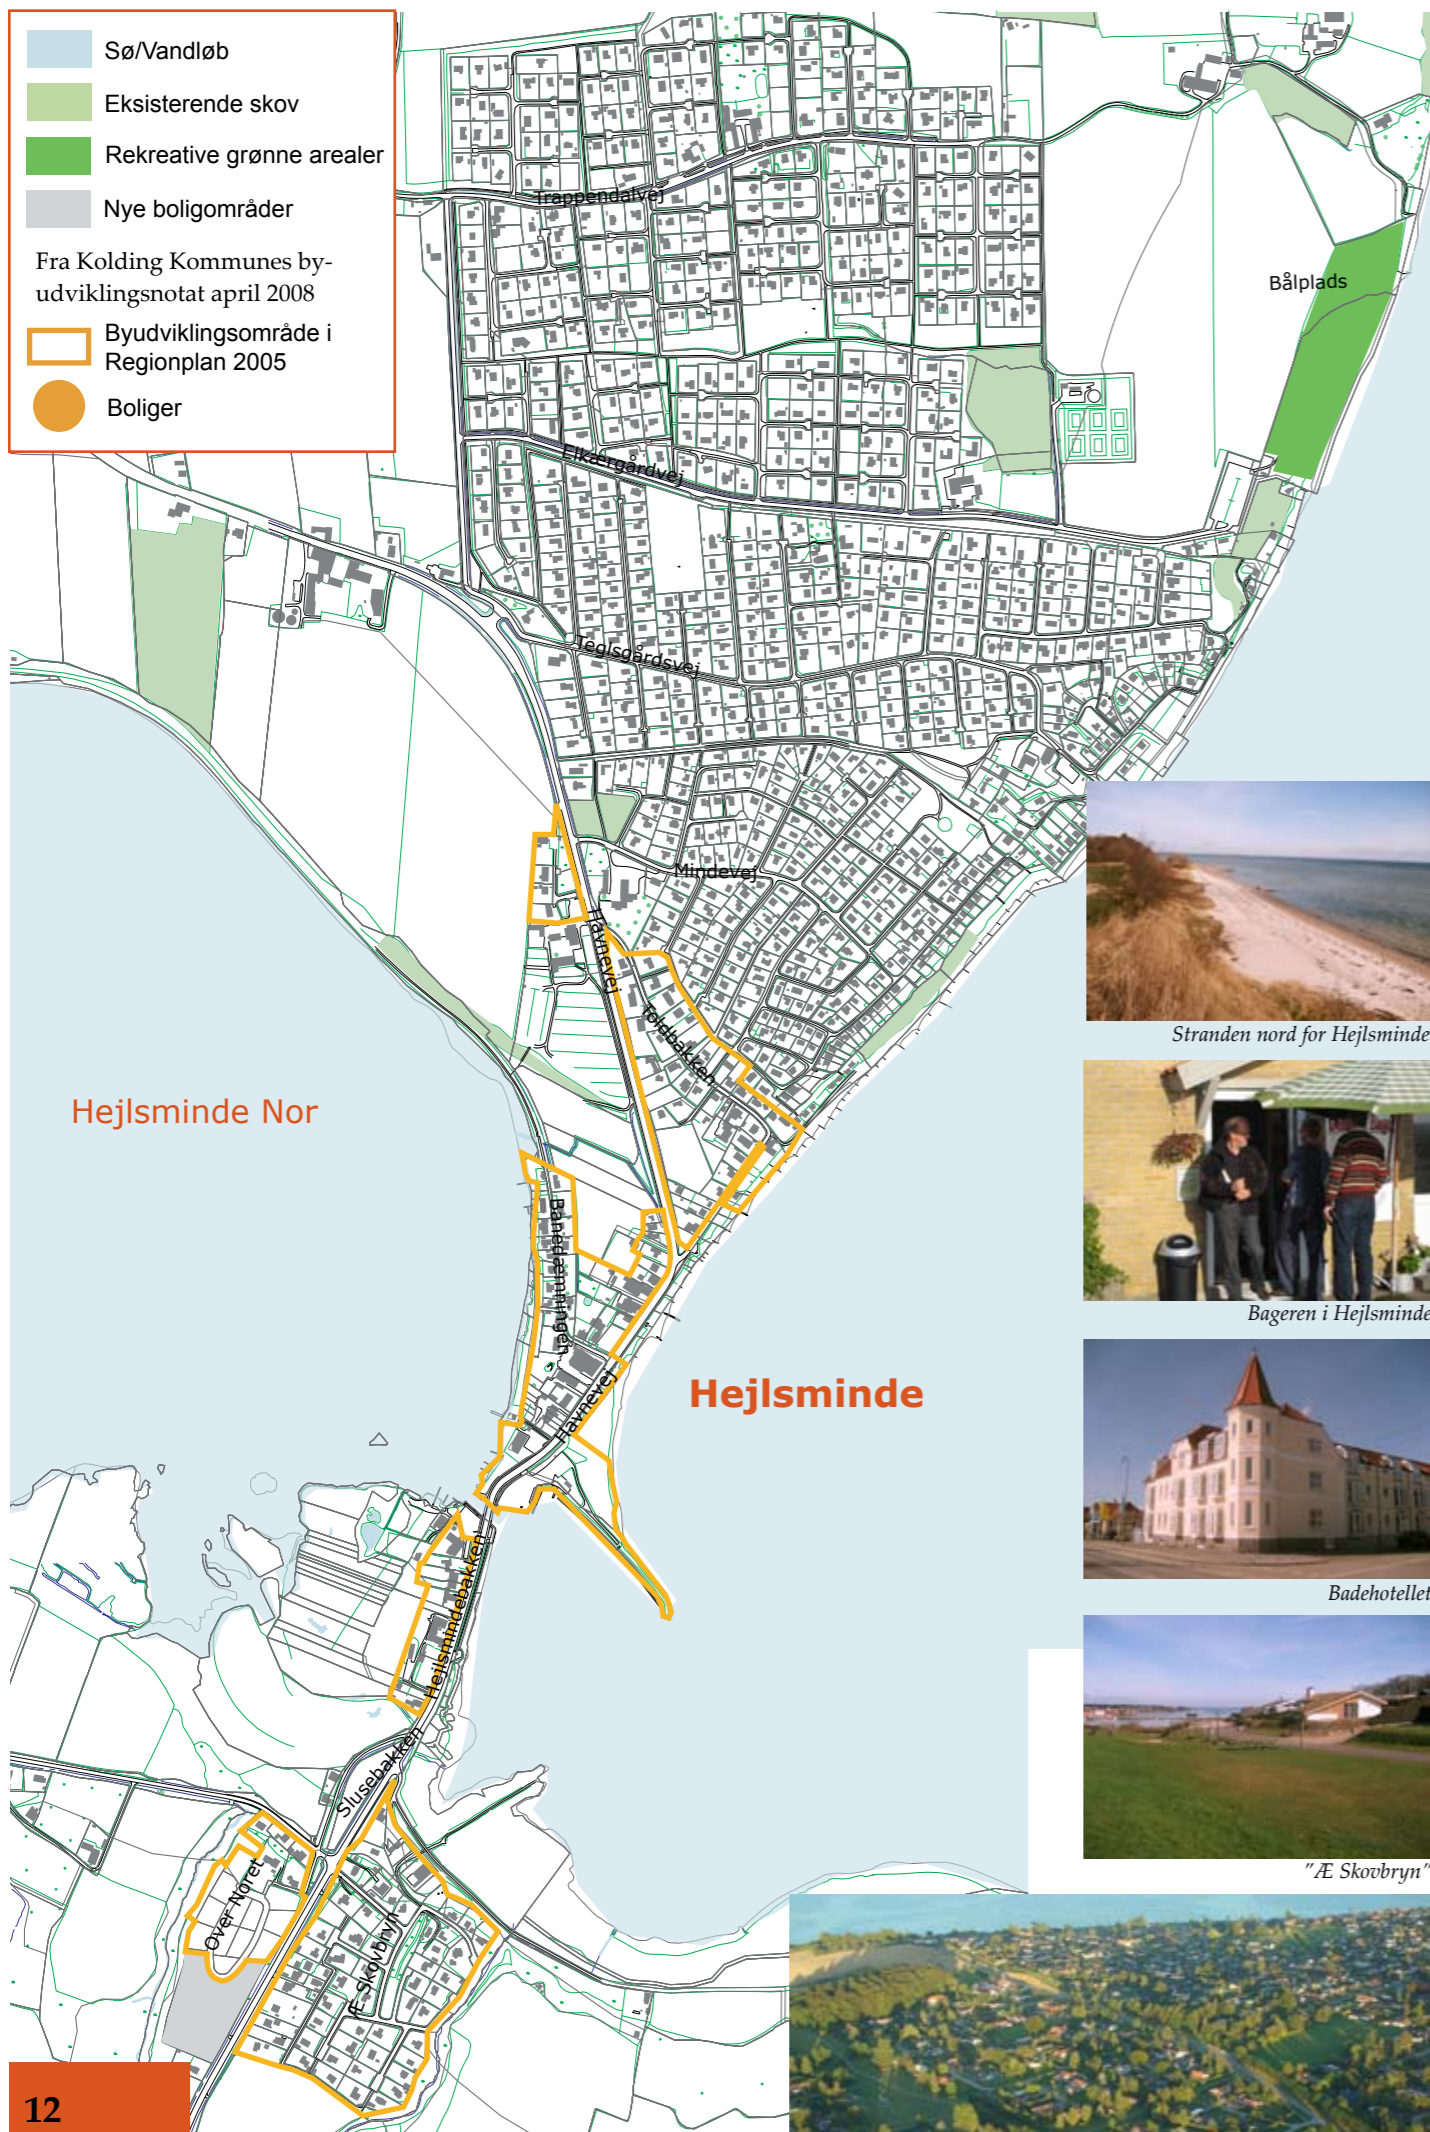 Sø/Vandløb
Eksisterende skov
Rekreative grønne arealer
Nye boligområder
Fra Kolding Kommunes by-
udviklingsnotat april 2008
Byudviklingsområde i
Regionplan 2005
Boliger
Trappendalvej
Bålplads
Elkærgårdvej
Teglsgårdsvej
Mindevej
Havnevej
Toldbakken
Stranden nord for Hejlsminde
Hejlsminde Nor
Banedæmningen
Bageren i Hejlsminde
Hejlsminde
Havnevej
Hejlsmindebakken
Badehotellet
Slusebakken
"Æ Skovbryn"
Over Noret
Æ Skovbryn
12